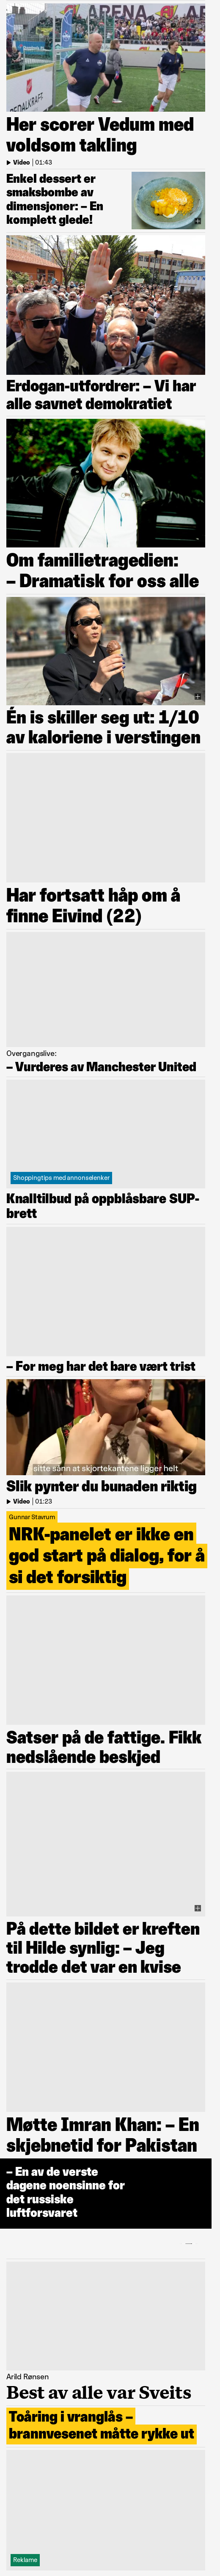 ARENA
PEDALKRAFT
Her scorer Vedum med
voldsom takling
Video | 01:43
Enkel dessert er
smaksbombe av
dimensjoner: – En
komplett glede!
Erdogan-utfordrer: – Vi har
alle savnet demokratiet
Om familietragedien:
– Dramatisk for oss alle
Én is skiller seg ut: 1/10
av kaloriene i verstingen
Har fortsatt håp om å
finne Eivind (22)
Overgangslive:
– Vurderes av Manchester United
Shoppingtips med annonselenker
Knalltilbud på oppblåsbare SUP-
brett
– For meg har det bare vært trist
sitte sånn at skjortekantene ligger helt
Slik pynter du bunaden riktig
Video | 01:23
Gunnar Stavrum
NRK-panelet er ikke en
god start på dialog, for å
si det forsiktig
Satser på de fattige. Fikk
nedslående beskjed
På dette bildet er kreften
til Hilde synlig: – Jeg
trodde det var en kvise
Møtte Imran Khan: – En
skjebnetid for Pakistan
– En av de verste
dagene noensinne for
det russiske
luftforsvaret
Arild Rønsen
Best av alle var Sveits
Toåring i vranglås –
brannvesenet måtte rykke ut
Reklame